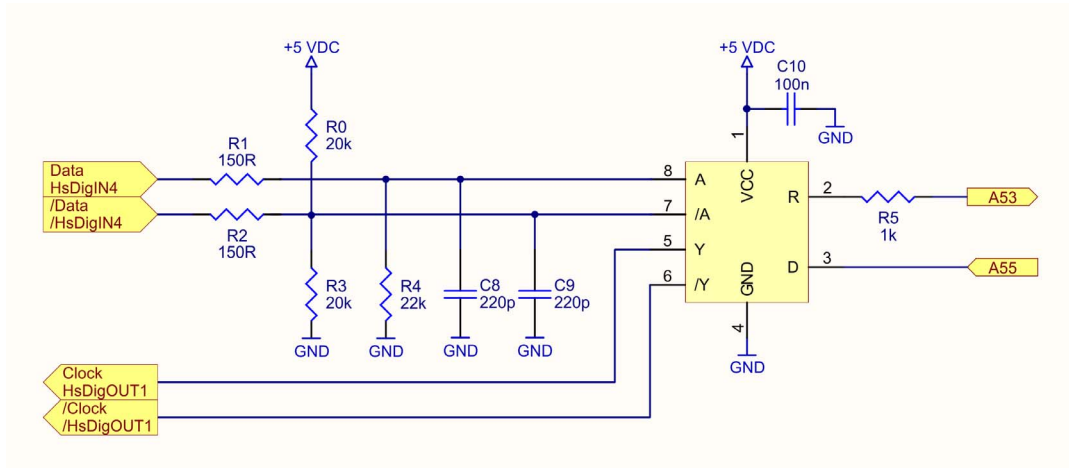 +5 VDC
+5 VDC
C10
100n
GND
R0
20k
R1
150R
Data
HsDigIN4
/Data
/HsDigIN4
R2
150R
8
A
7
/A
5
Y
6
/Y
1
VCC
GND
4
GND
R
2
D
3
R5
1k
A53
A55
R3
20k
R4
22k
C8
220p
C9
220p
GND
GND
GND
GND
Clock
HsDigOUT1
/Clock
/HsDigOUT1